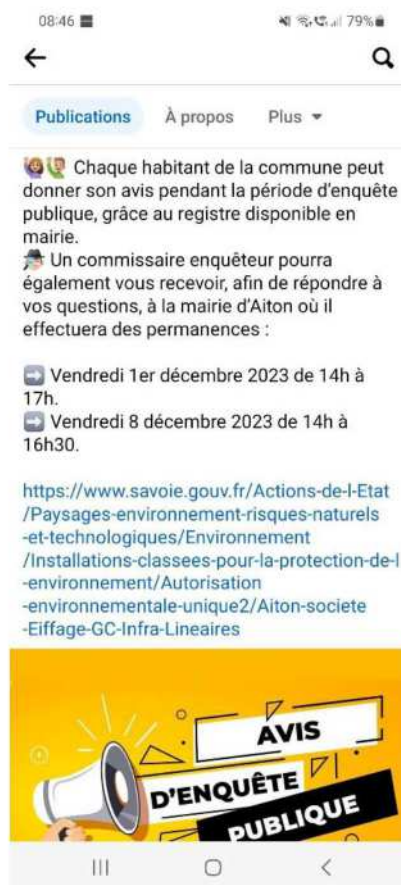 08:46 79%
Publications À propos Plus
Chaque habitant de la commune peut
donner son avis pendant la période d'enquête
publique, grâce au registre disponible en
mairie.
Un commissaire enquêteur pourra
également vous recevoir, afin de répondre à
vos questions, à la mairie d'Aiton où il
effectuera des permanences :
Vendredi 1er décembre 2023 de 14h à
17h.
Vendredi 8 décembre 2023 de 14h à
16h30.
https://www.savoie.gouv.fr/Actions-de-l-Etat
/Paysages-environnement-risques-naturels
-et-technologiques/Environnement
/Installations-classees-pour-la-protection-de-l
-environnement/Autorisation
-environnementale-unique2/Aiton-societe
-Eiffage-GC-Infra-Lineaires
AVIS
D'ENQUÊTE
PUBLIQUE